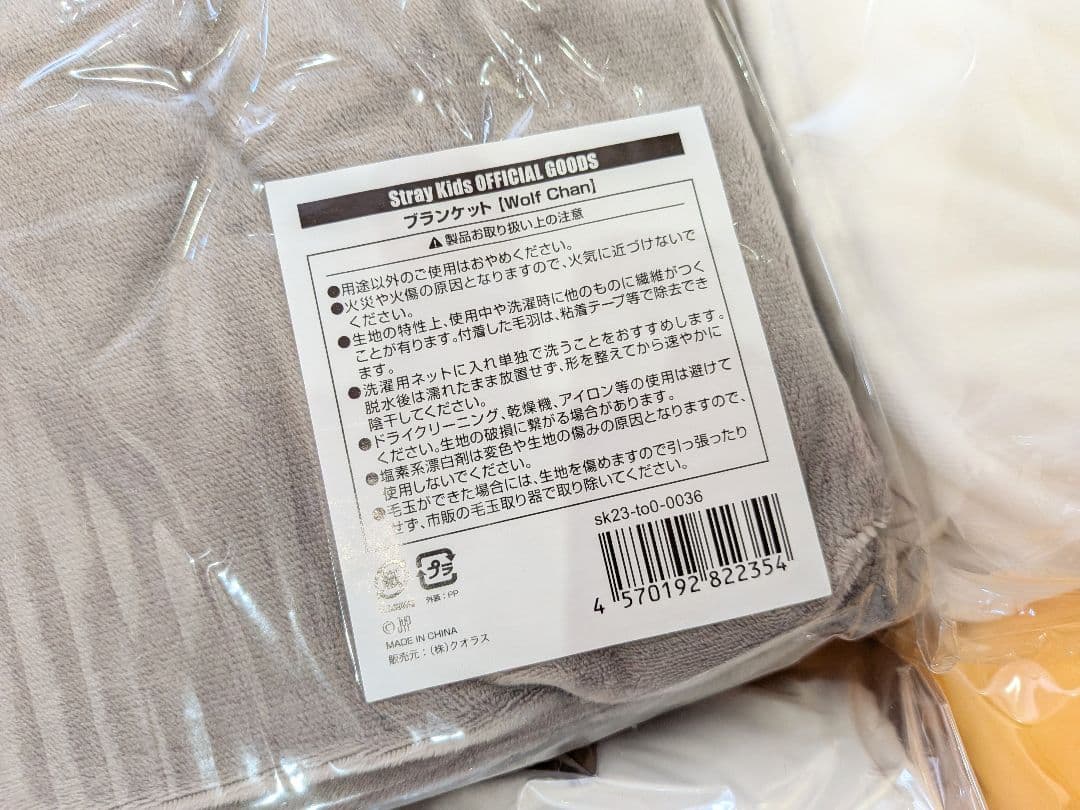 Stray Kids OFFICIAL GOODS
ブランケット【Wolf Chan】
⚠製品お取り扱い上の注意
●用途以外のご使用はおやめください。
●火災や火傷の原因となりますので、火気に近づけないで
ください。
●生地の特性上、使用中や洗濯時に他のものに繊維がつく
ことが有ります。付着した毛羽は、粘着テープ等で除去でき
ます。
●洗濯用ネットに入れ単独で洗うことをおすすめします。
脱水後は濡れたまま放置せず、形を整えてから速やかに
陰干してください。
●ドライクリーニング、乾燥機、アイロン等の使用は避けて
ください。生地の破損に繋がる場合があります。
●塩素系漂白剤は変色や生地の傷みの原因となりますので、
使用しないでください。
●毛玉ができた場合には、生地を傷めますので引っ張ったり
せず、市販の毛玉取り器で取り除いてください。
sk23-to0-0036
4 570192 822354
プラ
外装：PP
© JYP
MADE IN CHINA
販売元：（株）クオラス